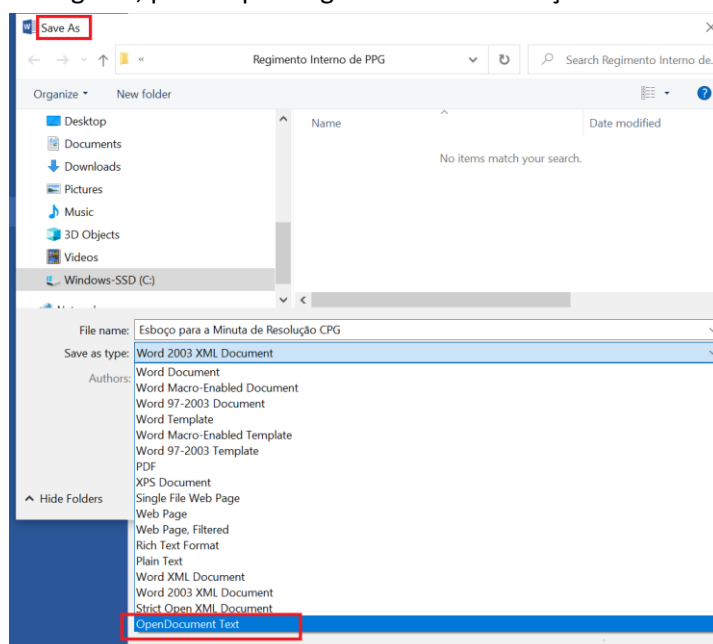 Save As
«
Regimento Interno de PPG
Search Regimento Interno de.
Organize
New folder
Name
Date modified
No items match your search.
Desktop
Documents
Downloads
Pictures
Music
3D Objects
Videos
Windows-SSD (C:)
File name: Esboço para a Minuta de Resolução CPG
Save as type: Word 2003 XML Document
Authors:
Word Document
Word Macro-Enabled Document
Word 97-2003 Document
Word Template
Word Macro-Enabled Template
Word 97-2003 Template
PDF
XPS Document
Single File Web Page
Web Page
Web Page, Filtered
Rich Text Format
Plain Text
Word XML Document
Word 2003 XML Document
Strict Open XML Document
OpenDocument Text
Hide Folders